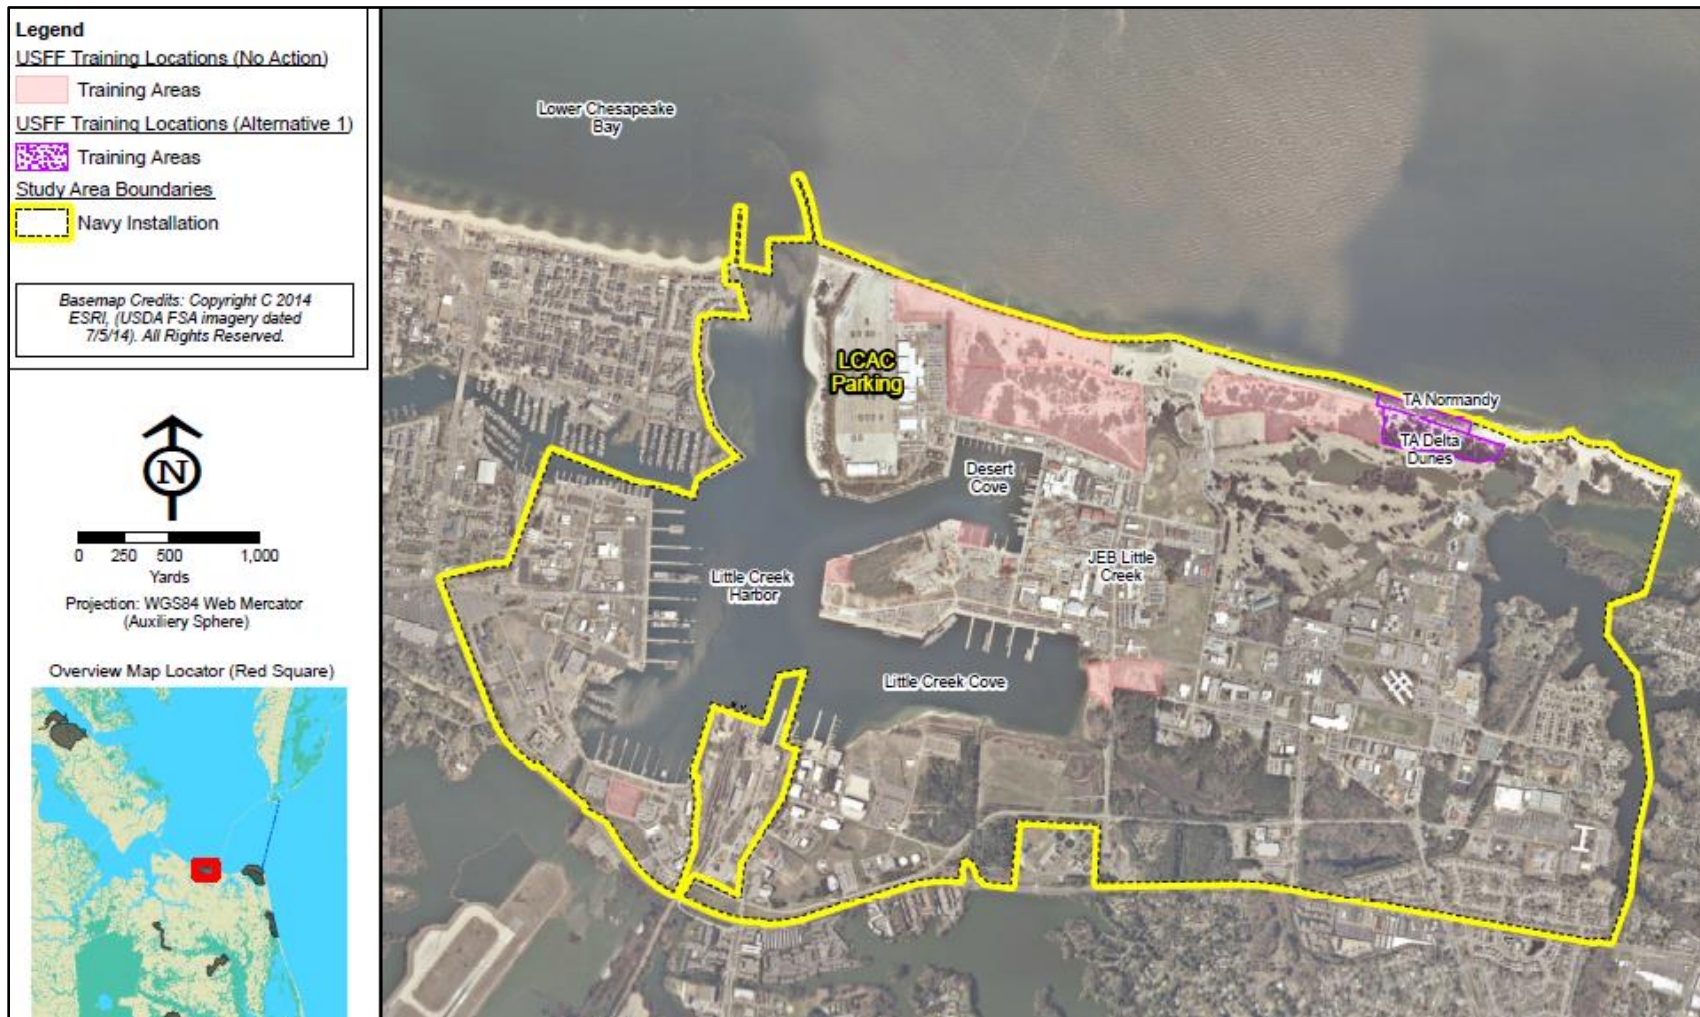 Legend
USFF Training Locations (No Action)
Training Areas
USFF Training Locations (Alternative 1)
Training Areas
Study Area Boundaries
Navy Installation
Basemap Credits: Copyright C 2014
ESRI, (USDA FSA imagery dated
7/5/14). All Rights Reserved.
N
0 250 500 1,000
Yards
Projection: WGS84 Web Mercator
(Auxiliery Sphere)
Overview Map Locator (Red Square)
Lower Chesapeake
Bay
LCAC
Parking
TA Normandy
TA Delta
Dunes
Desert
Cove
JEB Little
Creek
Little Creek
Harbor
Little Creek Cove